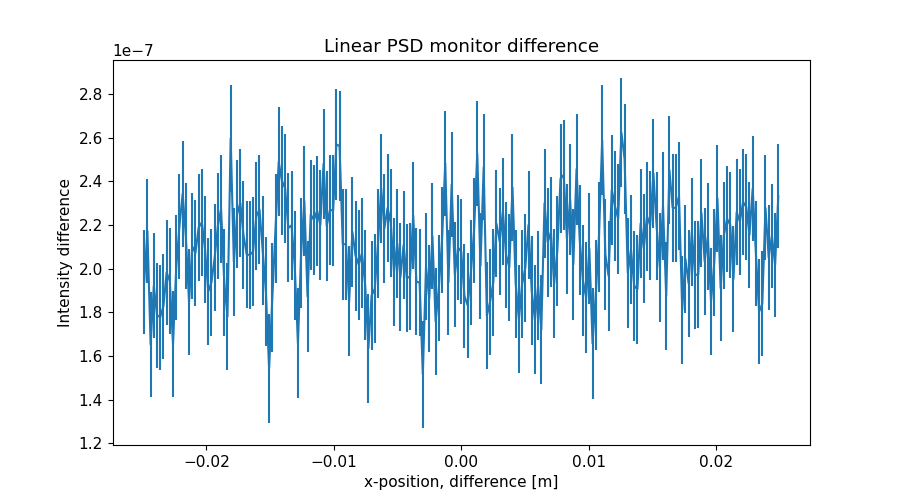 Linear PSD monitor difference
1e−7
2.8
2.6
2.4
2.2
2.0
1.8
1.6
1.4
1.2
Intensity difference
−0.02 −0.01 0.00 0.01 0.02
x-position, difference [m]